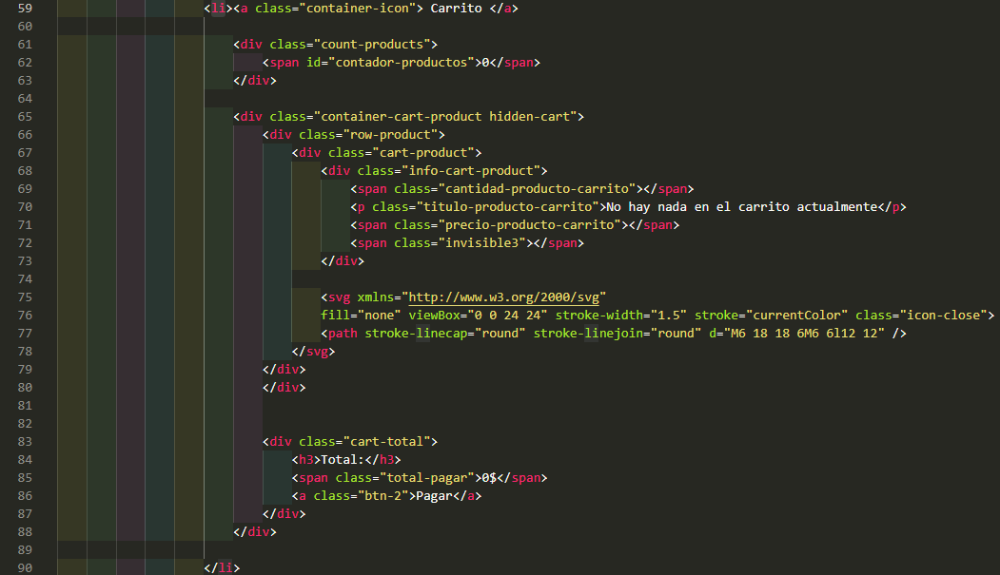 59 <li><a class="container-icon"> Carrito </a>
60
61 <div class="count-products">
62 <span id="contador-productos">0</span>
63 </div>
64
65 <div class="container-cart-product hidden-cart">
66 <div class="row-product">
67 <div class="cart-product">
68 <div class="info-cart-product">
69 <span class="cantidad-producto-carrito"></span>
70 <p class="titulo-producto-carrito">No hay nada en el carrito actualmente</p>
71 <span class="precio-producto-carrito"></span>
72 <span class="invisible3"></span>
73 </div>
74
75 <svg xmlns="http://www.w3.org/2000/svg"
76 fill="none" viewBox="0 0 24 24" stroke-width="1.5" stroke="currentColor" class="icon-close">
77 <path stroke-linecap="round" stroke-linejoin="round" d="M6 18 18 6M6 6l12 12" />
78 </svg>
79 </div>
80 </div>
81
82
83 <div class="cart-total">
84 <h3>Total:</h3>
85 <span class="total-pagar">0$</span>
86 <a class="btn-2">Pagar</a>
87 </div>
88 </div>
89
90 </li>